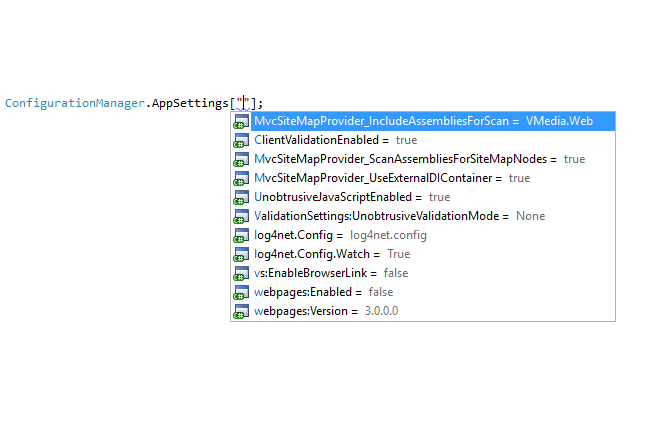 ConfigurationManager.AppSettings[""];
MvcSiteMapProvider_IncludeAssembliesForScan = VMedia.Web
ClientValidationEnabled = true
MvcSiteMapProvider_ScanAssembliesForSiteMapNodes = true
MvcSiteMapProvider_UseExternalDIContainer = true
UnobtrusiveJavaScriptEnabled = true
ValidationSettings:UnobtrusiveValidationMode = None
log4net.Config = log4net.config
log4net.Config.Watch = True
vs:EnableBrowserLink = false
webpages:Enabled = false
webpages:Version = 3.0.0.0